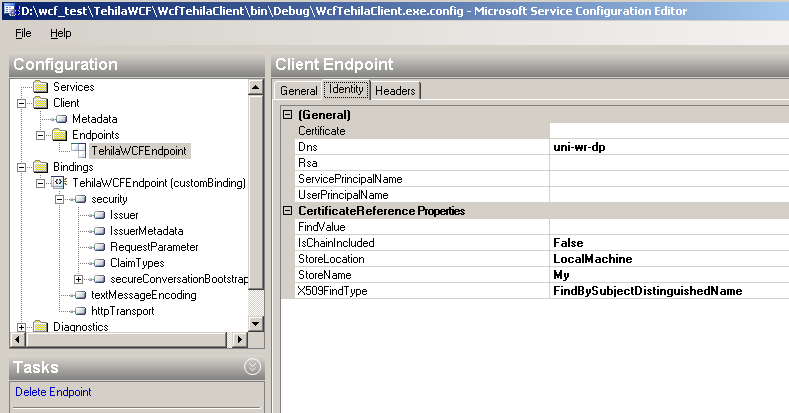 D:\wcf_test\TehilaWCF\WcfTehilaClient\bin\Debug\WcfTehilaClient.exe.config - Microsoft Service Configuration Editor
File Help
Configuration
Services
Client
Metadata
Endpoints
TehilaWCFEndpoint
Bindings
TehilaWCFEndpoint (customBinding)
security
Issuer
IssuerMetadata
RequestParameter
ClaimTypes
secureConversationBootstrap
textMessageEncoding
httpTransport
Diagnostics
Tasks
Delete Endpoint
Client Endpoint
General Identity Headers
(General)
Certificate
Dns uni-wr-dp
Rsa
ServicePrincipalName
UserPrincipalName
CertificateReference Properties
FindValue
IsChainIncluded False
StoreLocation LocalMachine
StoreName My
X509FindType FindBySubjectDistinguishedName